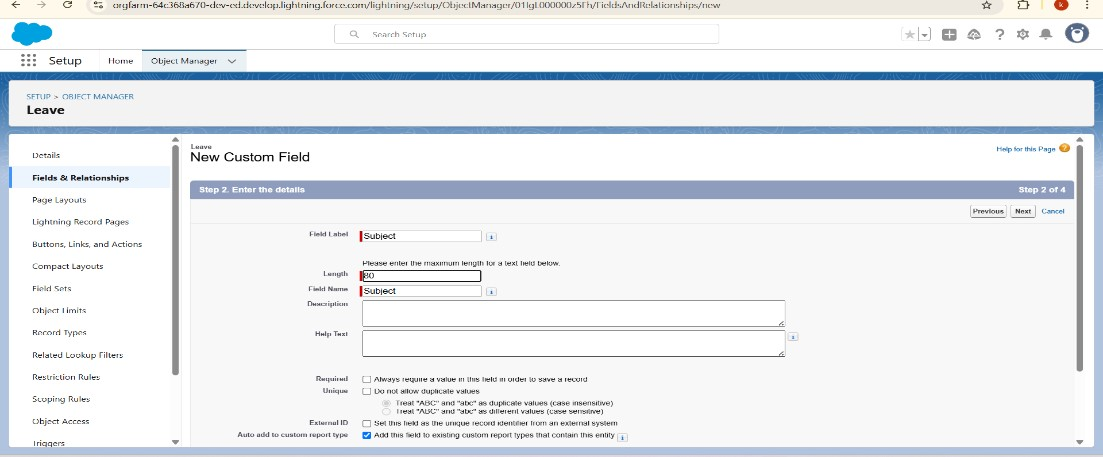 orgfarm-64c368a670-dev-ed.develop.lightning.force.com/lightning/setup/ObjectManager/01IgL000000z5Fh/FieldsAndRelationships/new
k
Search Setup
Setup Home Object Manager
SETUP > OBJECT MANAGER
Leave
Details
Fields & Relationships
Page Layouts
Lightning Record Pages
Buttons, Links, and Actions
Compact Layouts
Field Sets
Object Limits
Record Types
Related Lookup Filters
Restriction Rules
Scoping Rules
Object Access
Triggers
Leave
New Custom Field
Help for this Page ?
Step 2. Enter the details Step 2 of 4
Previous Next Cancel
Field Label Subject i
Please enter the maximum length for a text field below.
Length 80
Field Name Subject i
Description
Help Text i
Required Always require a value in this field in order to save a record
Unique Do not allow duplicate values
Treat "ABC" and "abc" as duplicate values (case insensitive)
Treat "ABC" and "abc" as different values (case sensitive)
External ID Set this field as the unique record identifier from an external system
Auto add to custom report type Add this field to existing custom report types that contain this entity i